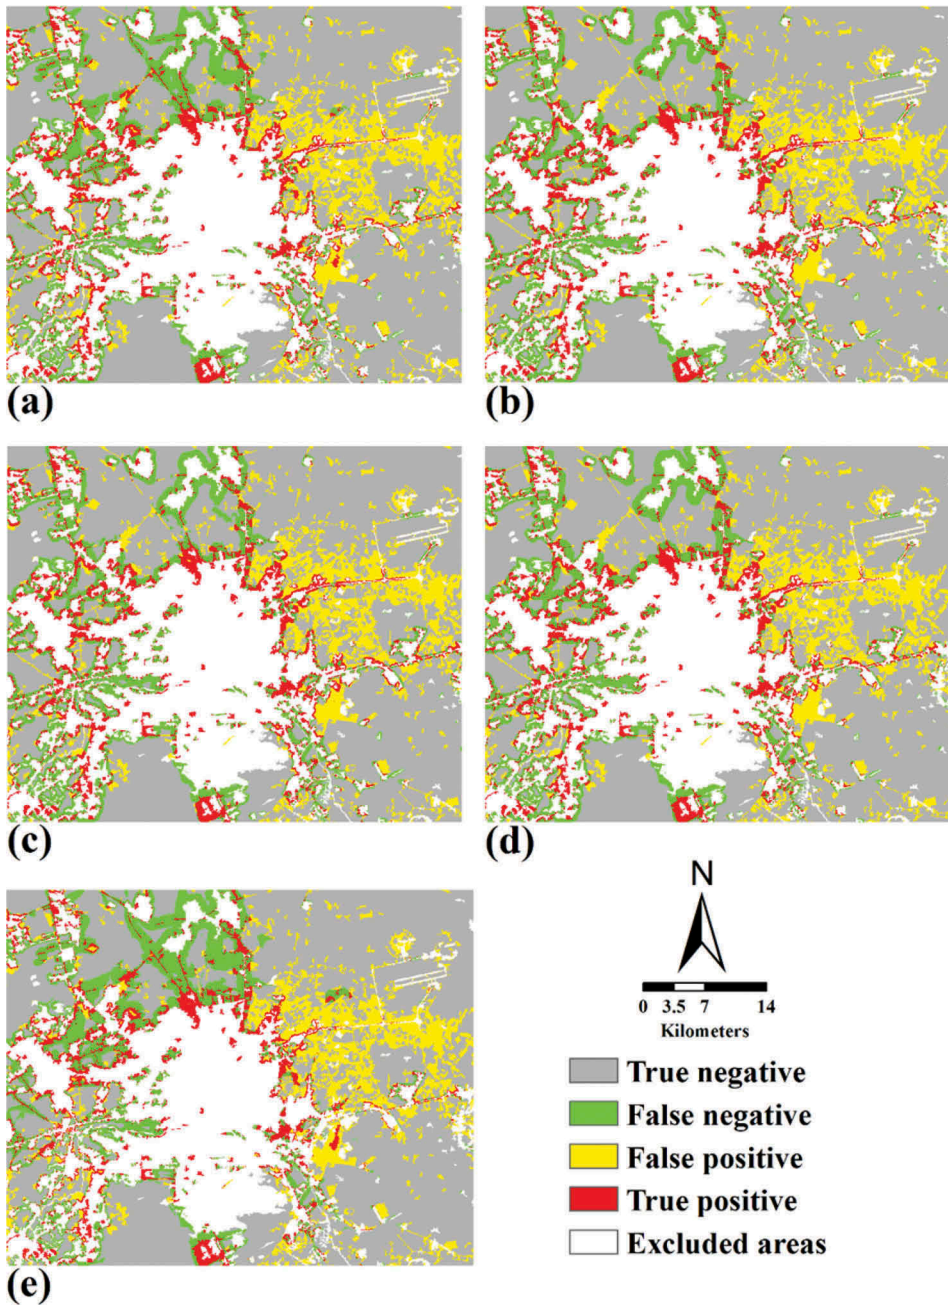 (a)
(b)
(c)
(d)
N
0 3.5 7 14
Kilometers
True negative
False negative
False positive
True positive
Excluded areas
(e)